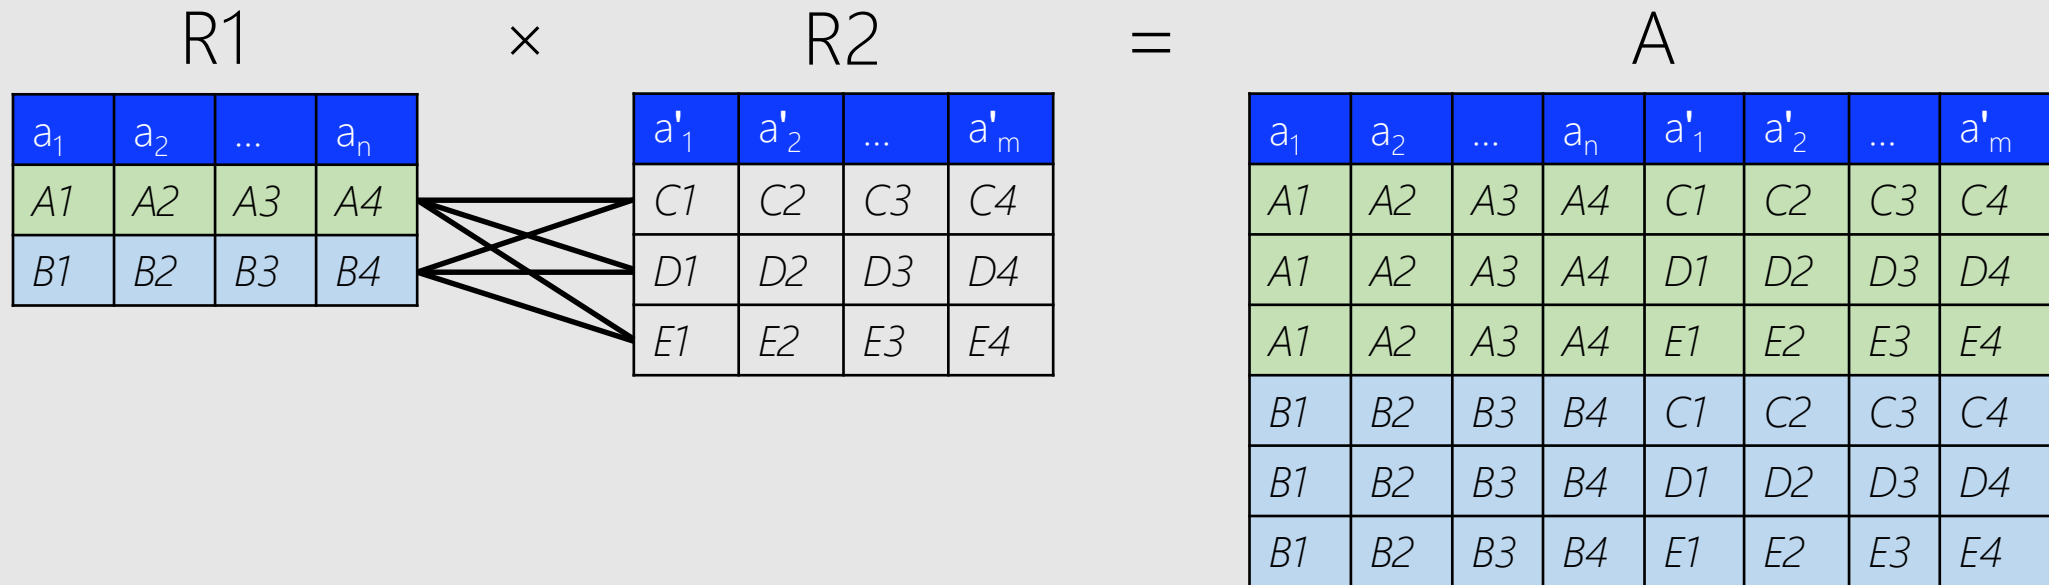 R1 × R2 = A
a₁ a₂ ... aₙ a'₁ a'₂ ... a'ₘ a₁ a₂ ... aₙ a'₁ a'₂ ... a'ₘ
A1 A2 A3 A4 C1 C2 C3 C4 A1 A2 A3 A4 C1 C2 C3 C4
B1 B2 B3 B4 D1 D2 D3 D4 A1 A2 A3 A4 D1 D2 D3 D4
E1 E2 E3 E4 A1 A2 A3 A4 E1 E2 E3 E4
B1 B2 B3 B4 C1 C2 C3 C4
B1 B2 B3 B4 D1 D2 D3 D4
B1 B2 B3 B4 E1 E2 E3 E4